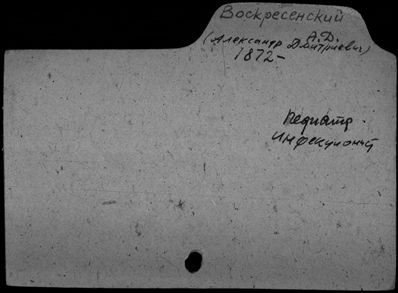 Воскресенский
А.Д.
(Александр Дмитриевич)
1872-
педиатр
инфекционист